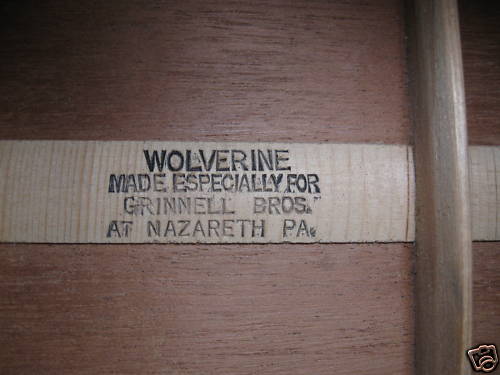 WOLVERINE
MADE ESPECIALLY FOR
GRINNELL BROS."
AT NAZARETH PA.